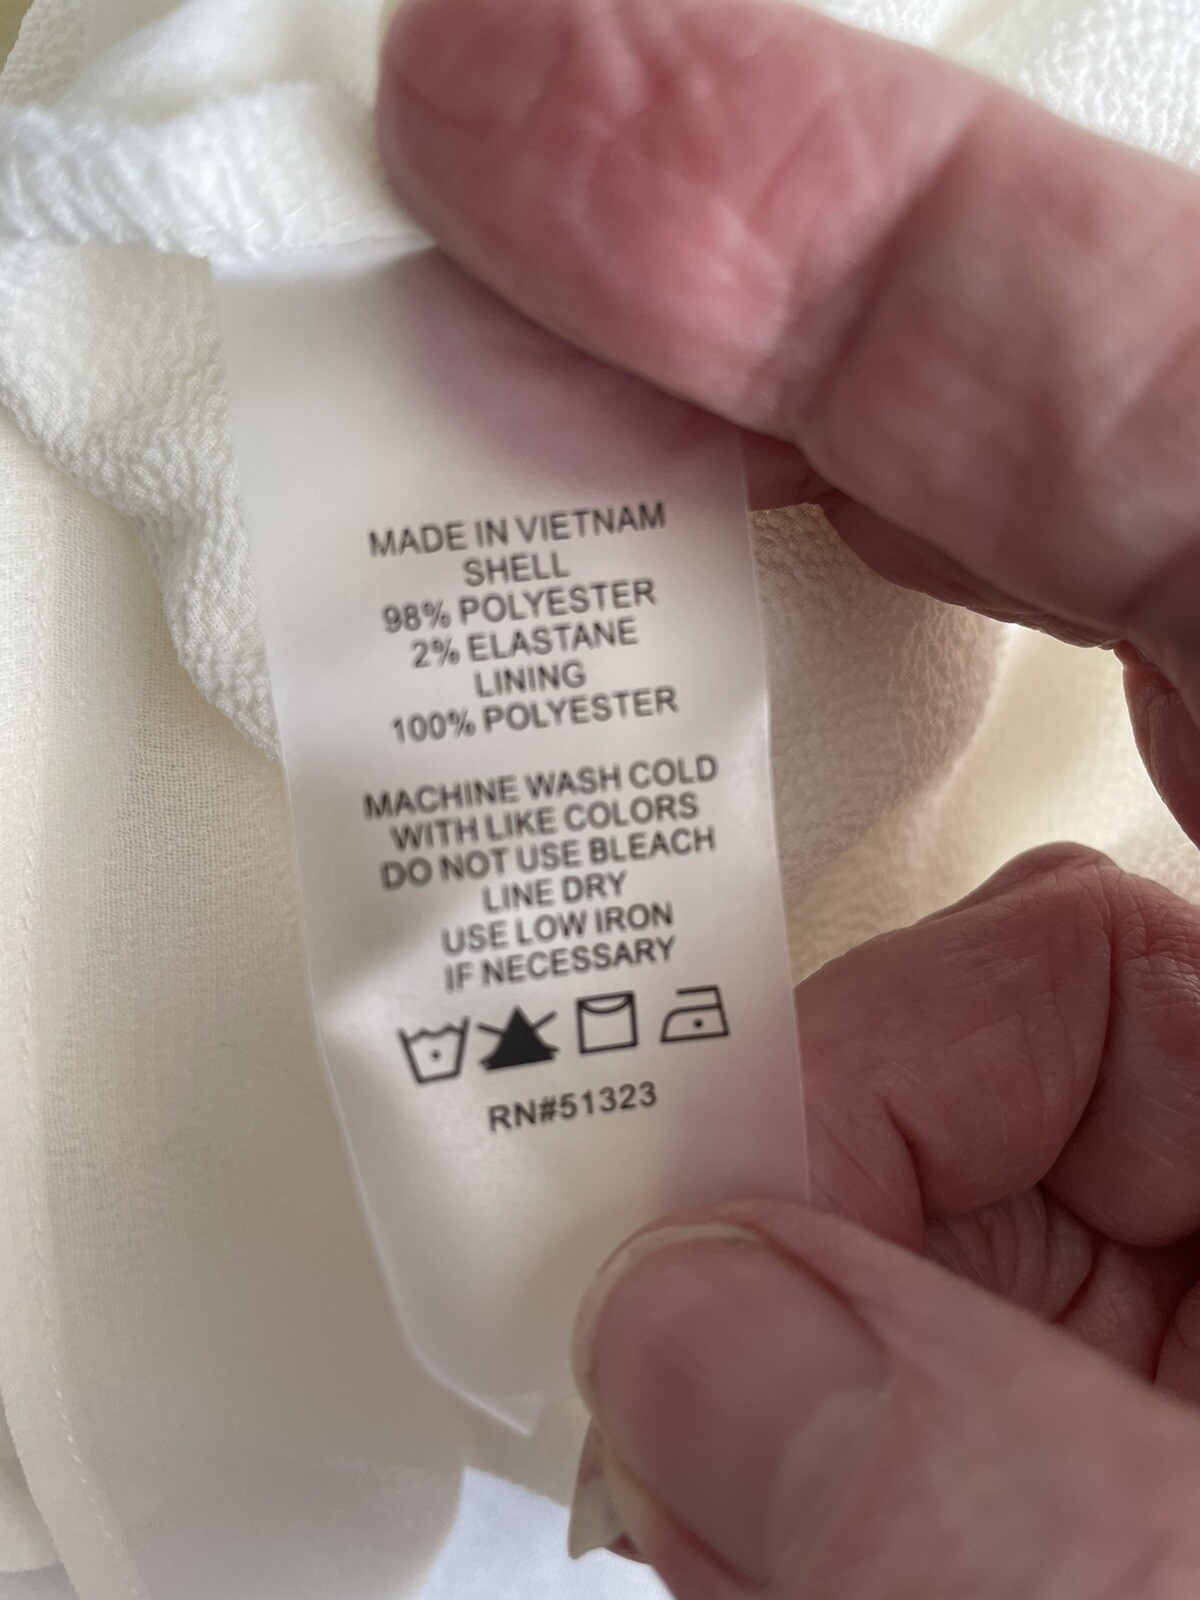 MADE IN VIETNAM
SHELL
98% POLYESTER
2% ELASTANE
LINING
100% POLYESTER
MACHINE WASH COLD
WITH LIKE COLORS
DO NOT USE BLEACH
LINE DRY
USE LOW IRON
IF NECESSARY
RN#51323